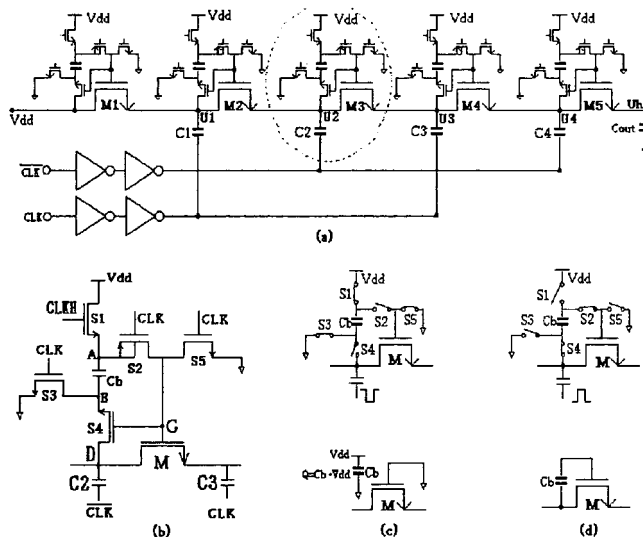 Vdd Vdd Vdd Vdd Vdd
M1 M2 M3 M4 M5
Vdd U1 U2 U3 U4
C1 C2 C3 C4 Cout
CLK
CLK
(a)
Vdd
CLKH S1 CLK CLK
A S2 S5
CLK Cb
S3 B
S4 G
D M
C2 C3
CLK CLK
(b)
Vdd
S1
Cb S2 S5
S3
S4 M
Vdd
Q=Cb·Vdd Cb
M
(c)
Vdd
S1
S2 S5
S3 Cb
S4 M
Cb M
(d)